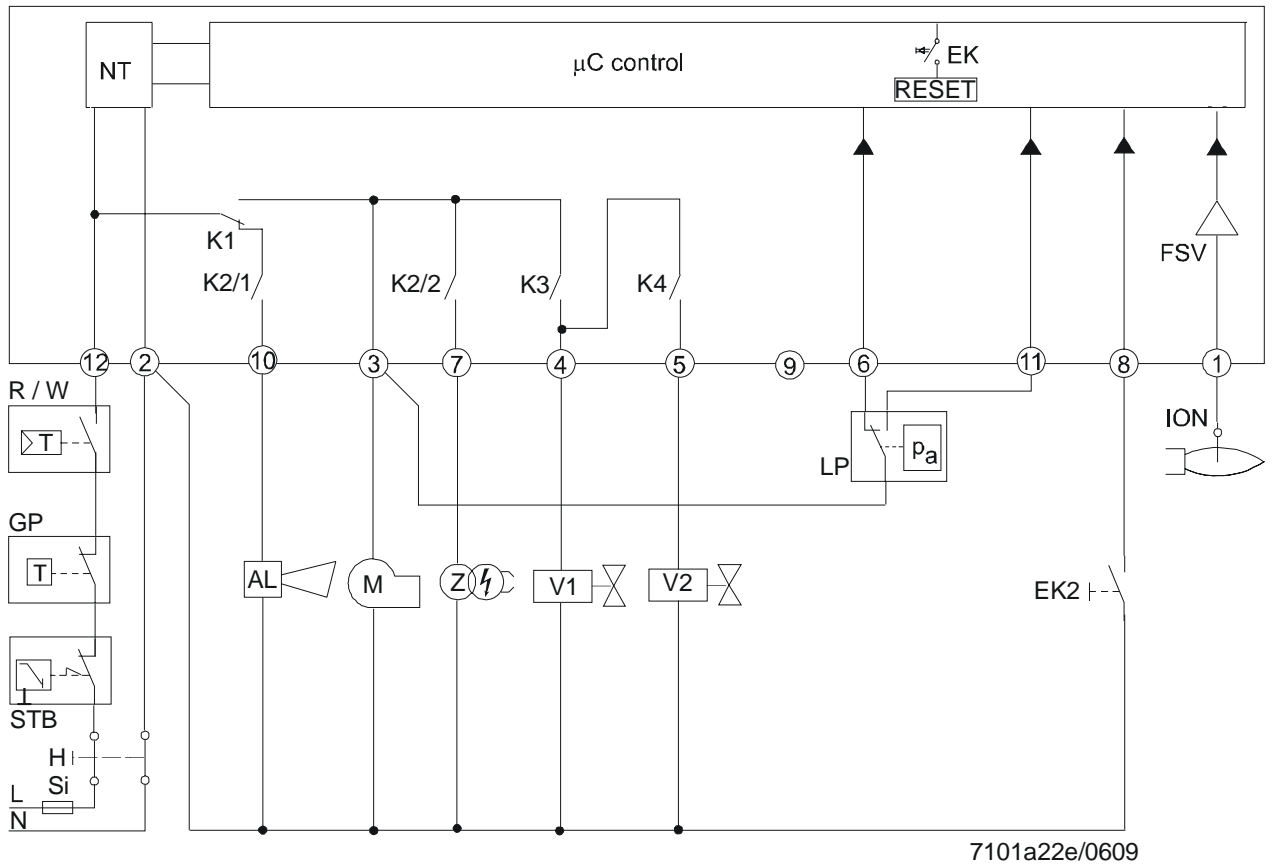 NT
μC control
EK
RESET
K1
K2/1
K2/2
K3
K4
FSV
12
2
10
3
7
4
5
9
6
11
8
1
R / W
T
ION
LP
pa
GP
T
AL
M
Z
V1
V2
EK2
STB
H
Si
L
N
7101a22e/0609